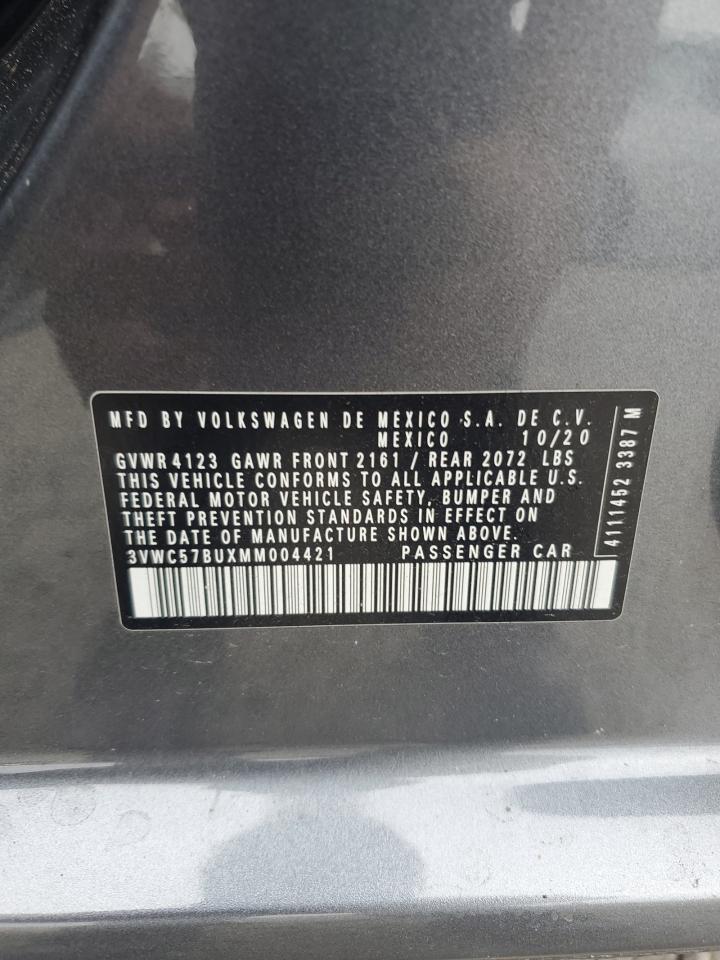 MFD BY VOLKSWAGEN DE MEXICO S.A. DE C.V.
MEXICO 10/20
GVWR 4123 GAWR FRONT 2161 / REAR 2072 LBS
THIS VEHICLE CONFORMS TO ALL APPLICABLE U.S.
FEDERAL MOTOR VEHICLE SAFETY, BUMPER AND
THEFT PREVENTION STANDARDS IN EFFECT ON
THE DATE OF MANUFACTURE SHOWN ABOVE.
3VWC57BUXMM004421 PASSENGER CAR
4111452 3387 M